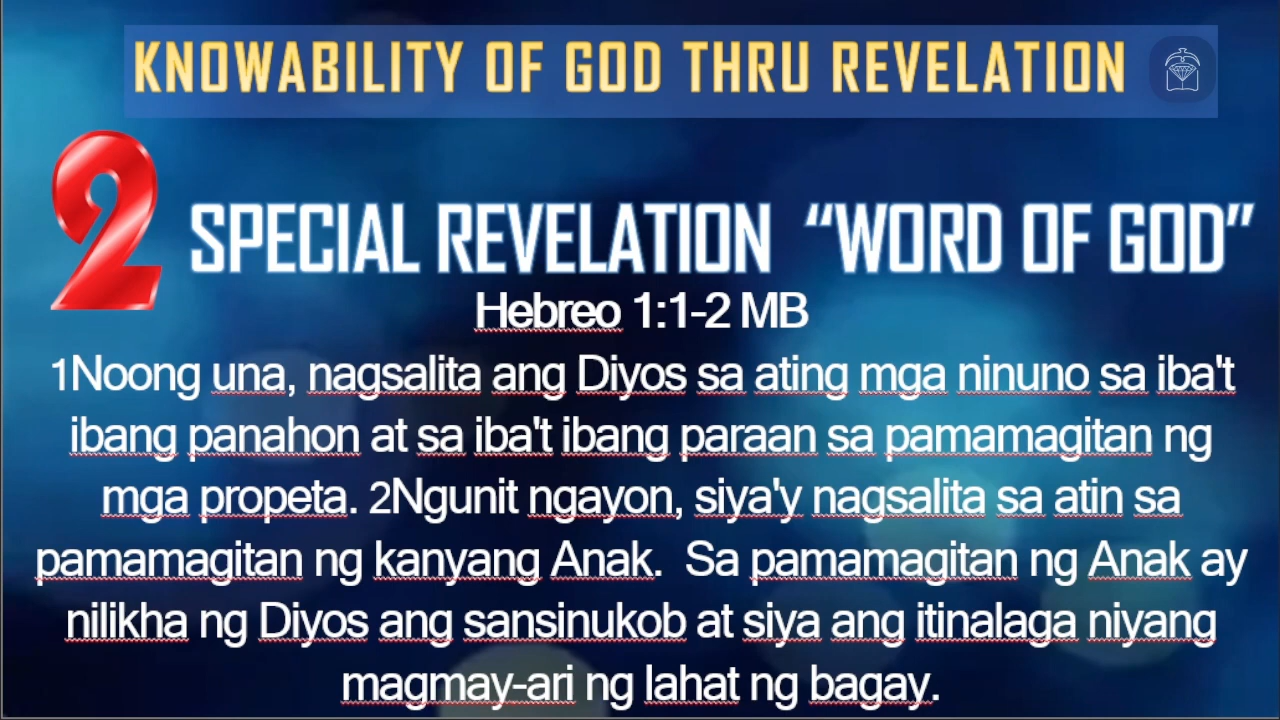 KNOWABILITY OF GOD THRU REVELATION
2 SPECIAL REVELATION “WORD OF GOD”
Hebreo 1:1-2 MB
1Noong una, nagsalita ang Diyos sa ating mga ninuno sa iba't
ibang panahon at sa iba't ibang paraan sa pamamagitan ng
mga propeta. 2Ngunit ngayon, siya'y nagsalita sa atin sa
pamamagitan ng kanyang Anak.  Sa pamamagitan ng Anak ay
nilikha ng Diyos ang sansinukob at siya ang itinalaga niyang
magmay-ari ng lahat ng bagay.